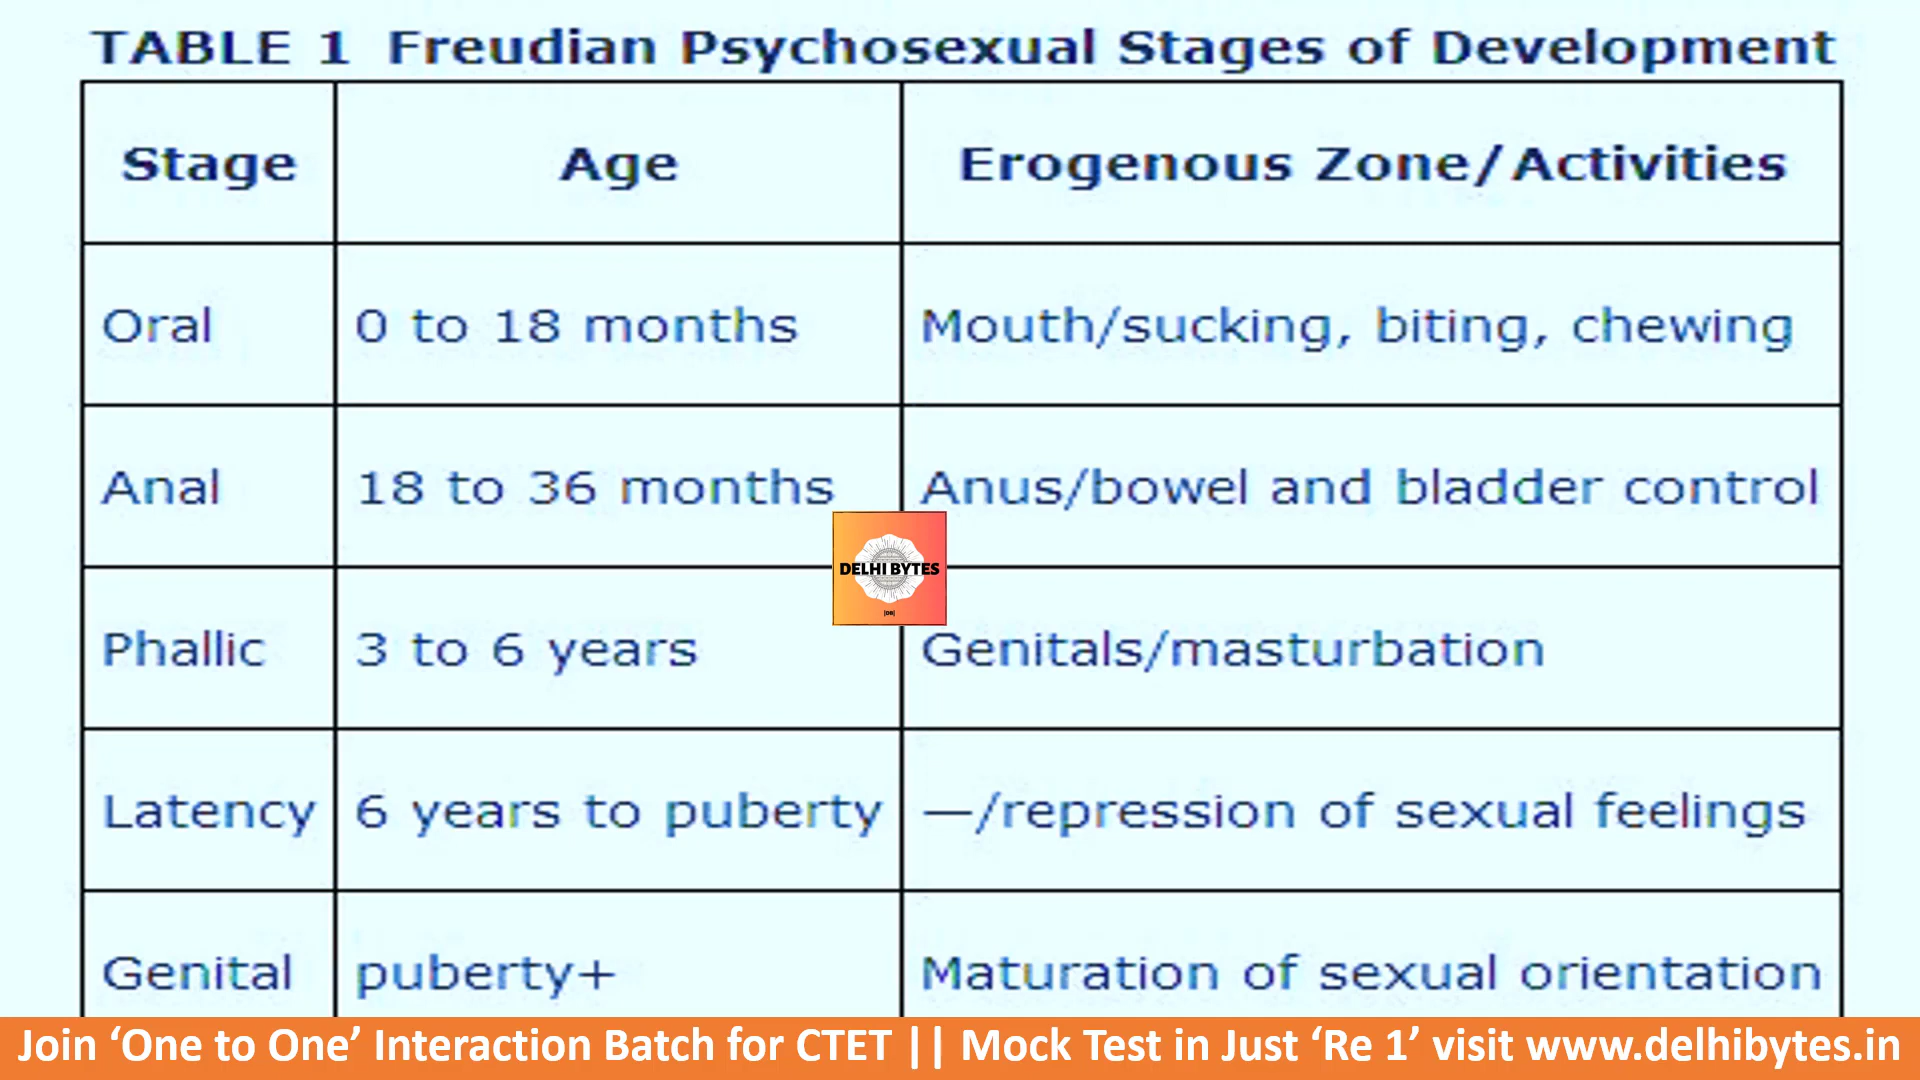 TABLE 1 Freudian Psychosexual Stages of Development
Stage Age Erogenous Zone/Activities
Oral 0 to 18 months Mouth/sucking, biting, chewing
Anal 18 to 36 months Anus/bowel and bladder control
DELHI BYTES
[DB]
Phallic 3 to 6 years Genitals/masturbation
Latency 6 years to puberty —/repression of sexual feelings
Genital puberty+ Maturation of sexual orientation
Join ‘One to One’ Interaction Batch for CTET || Mock Test in Just ‘Re 1’ visit www.delhibytes.in